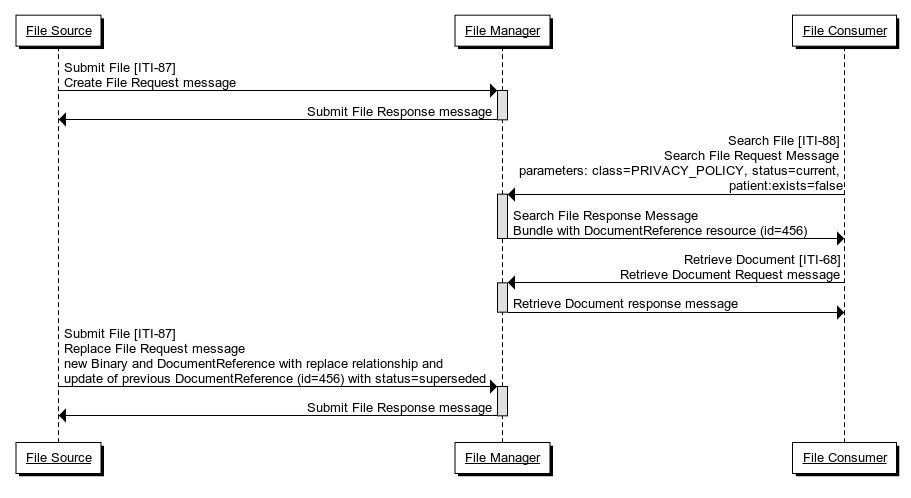 File Source
File Manager
File Consumer
Submit File [ITI-87]
Create File Request message
Submit File Response message
Search File [ITI-88]
Search File Request Message
parameters: class=PRIVACY_POLICY, status=current,
patient:exists=false
Search File Response Message
Bundle with DocumentReference resource (id=456)
Retrieve Document [ITI-68]
Retrieve Document Request message
Retrieve Document response message
Submit File [ITI-87]
Replace File Request message
new Binary and DocumentReference with replace relationship and
update of previous DocumentReference (id=456) with status=superseded
Submit File Response message
File Source
File Manager
File Consumer